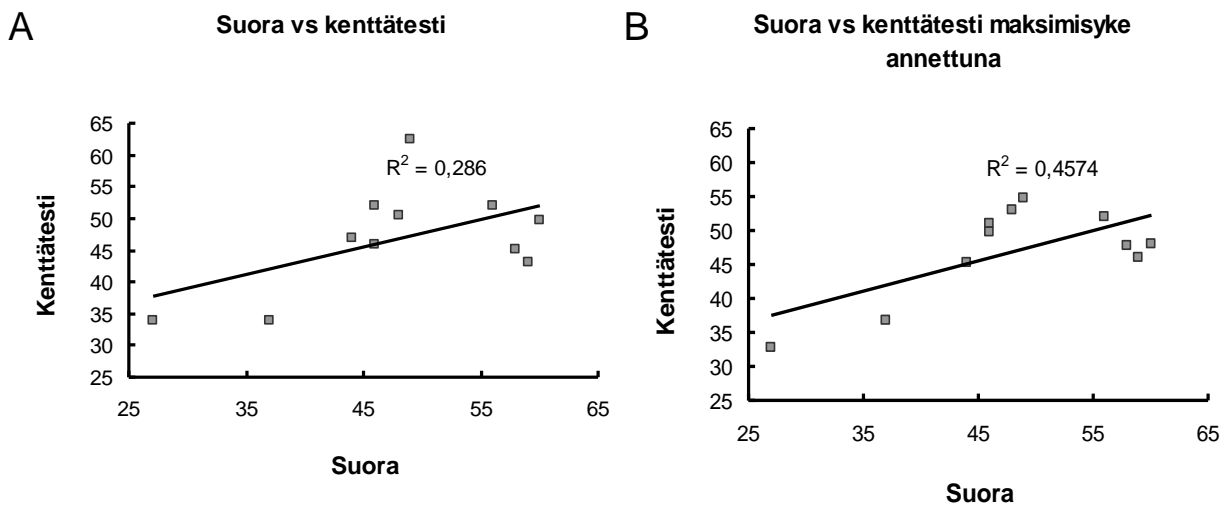 A
Suora vs kenttätesti
65
60
55
50
45
40
35
30
25
R² = 0,286
Kenttätesti
25 35 45 55 65
Suora
B
Suora vs kenttätesti maksimisyke
annettuna
65
60
55
50
45
40
35
30
25
R² = 0,4574
Kenttätesti
25 35 45 55 65
Suora